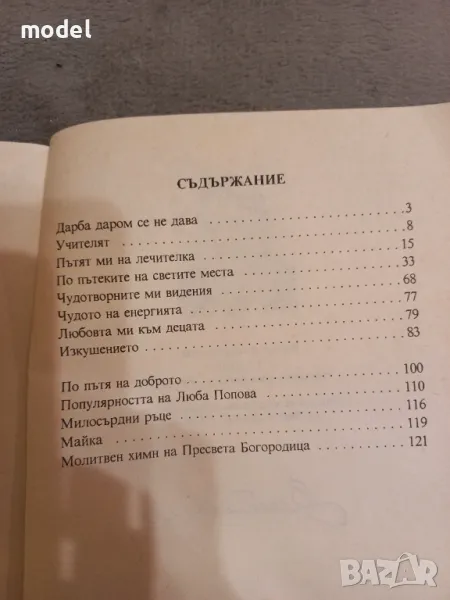 model
СЪДЪРЖАНИЕ
Дарба даром се не дава . . . . . . . . . . . . . . . . . . . . . 3
Учителят . . . . . . . . . . . . . . . . . . . . . . . . . . . . . . . 8
Пътят ми на лечителка . . . . . . . . . . . . . . . . . . . . 15
По пътеките на светите места . . . . . . . . . . . . . . . 33
Чудотворните ми видения . . . . . . . . . . . . . . . . . . 68
Чудото на енергията . . . . . . . . . . . . . . . . . . . . . . 77
Любовта ми към децата . . . . . . . . . . . . . . . . . . . . 79
Изкушението . . . . . . . . . . . . . . . . . . . . . . . . . . . . 83
По пътя на доброто . . . . . . . . . . . . . . . . . . . . . . . 100
Популярността на Люба Попова . . . . . . . . . . . . . . 110
Милосърдни ръце . . . . . . . . . . . . . . . . . . . . . . . . 116
Майка . . . . . . . . . . . . . . . . . . . . . . . . . . . . . . . . . 119
Молитвен химн на Пресвета Богородица . . . . . . . . 121
BAZAR